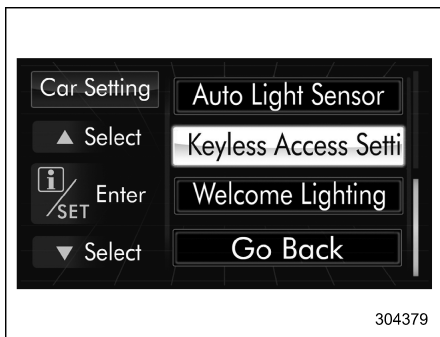 Car Setting
Auto Light Sensor
▲ Select
Keyless Access Setti
i/SET Enter
Welcome Lighting
▼ Select
Go Back
304379